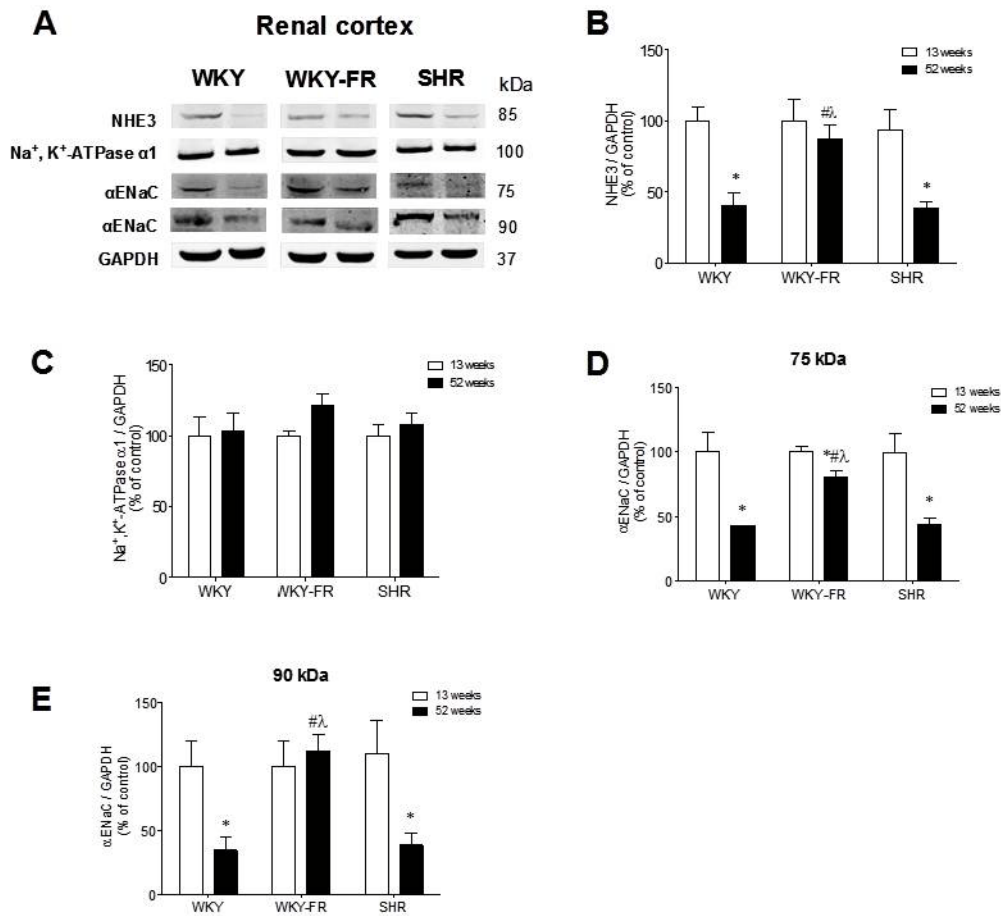 A
Renal cortex
WKY WKY-FR SHR kDa
NHE3 85
Na⁺, K⁺-ATPase α1 100
αENaC 75
αENaC 90
GAPDH 37
B
13 weeks
52 weeks
NHE3 / GAPDH
(% of control)
150
100
50
0
*
#λ
*
WKY WKY-FR SHR
C
13 weeks
52 weeks
Na⁺,K⁺-ATPase α1 / GAPDH
(% of control)
150
100
50
0
WKY WKY-FR SHR
D
75 kDa
13 weeks
52 weeks
αENaC / GAPDH
(% of control)
150
100
50
0
*
*#λ
*
WKY WKY-FR SHR
E
90 kDa
13 weeks
52 weeks
αENaC / GAPDH
(% of control)
150
100
50
0
*
#λ
*
WKY WKY-FR SHR